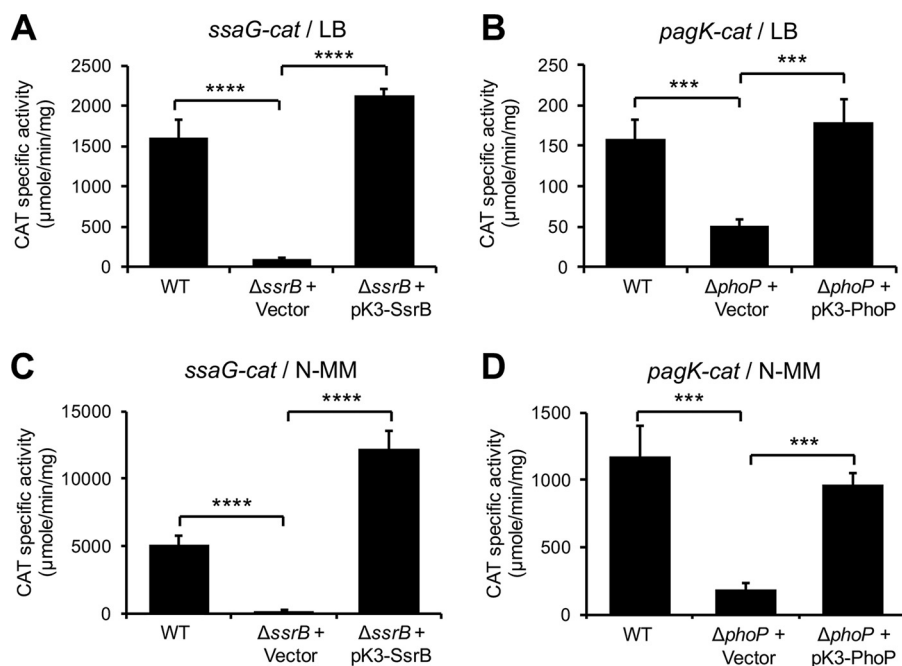 A
ssaG-cat / LB
CAT specific activity
(µmole/min/mg)
2500
2000
1500
1000
500
0
****
****
WT
ΔssrB +
Vector
ΔssrB +
pK3-SsrB
B
pagK-cat / LB
CAT specific activity
(µmole/min/mg)
250
200
150
100
50
0
***
***
WT
ΔphoP +
Vector
ΔphoP +
pK3-PhoP
C
ssaG-cat / N-MM
CAT specific activity
(µmole/min/mg)
15000
10000
5000
0
****
****
WT
ΔssrB +
Vector
ΔssrB +
pK3-SsrB
D
pagK-cat / N-MM
CAT specific activity
(µmole/min/mg)
1500
1000
500
0
***
***
WT
ΔphoP +
Vector
ΔphoP +
pK3-PhoP